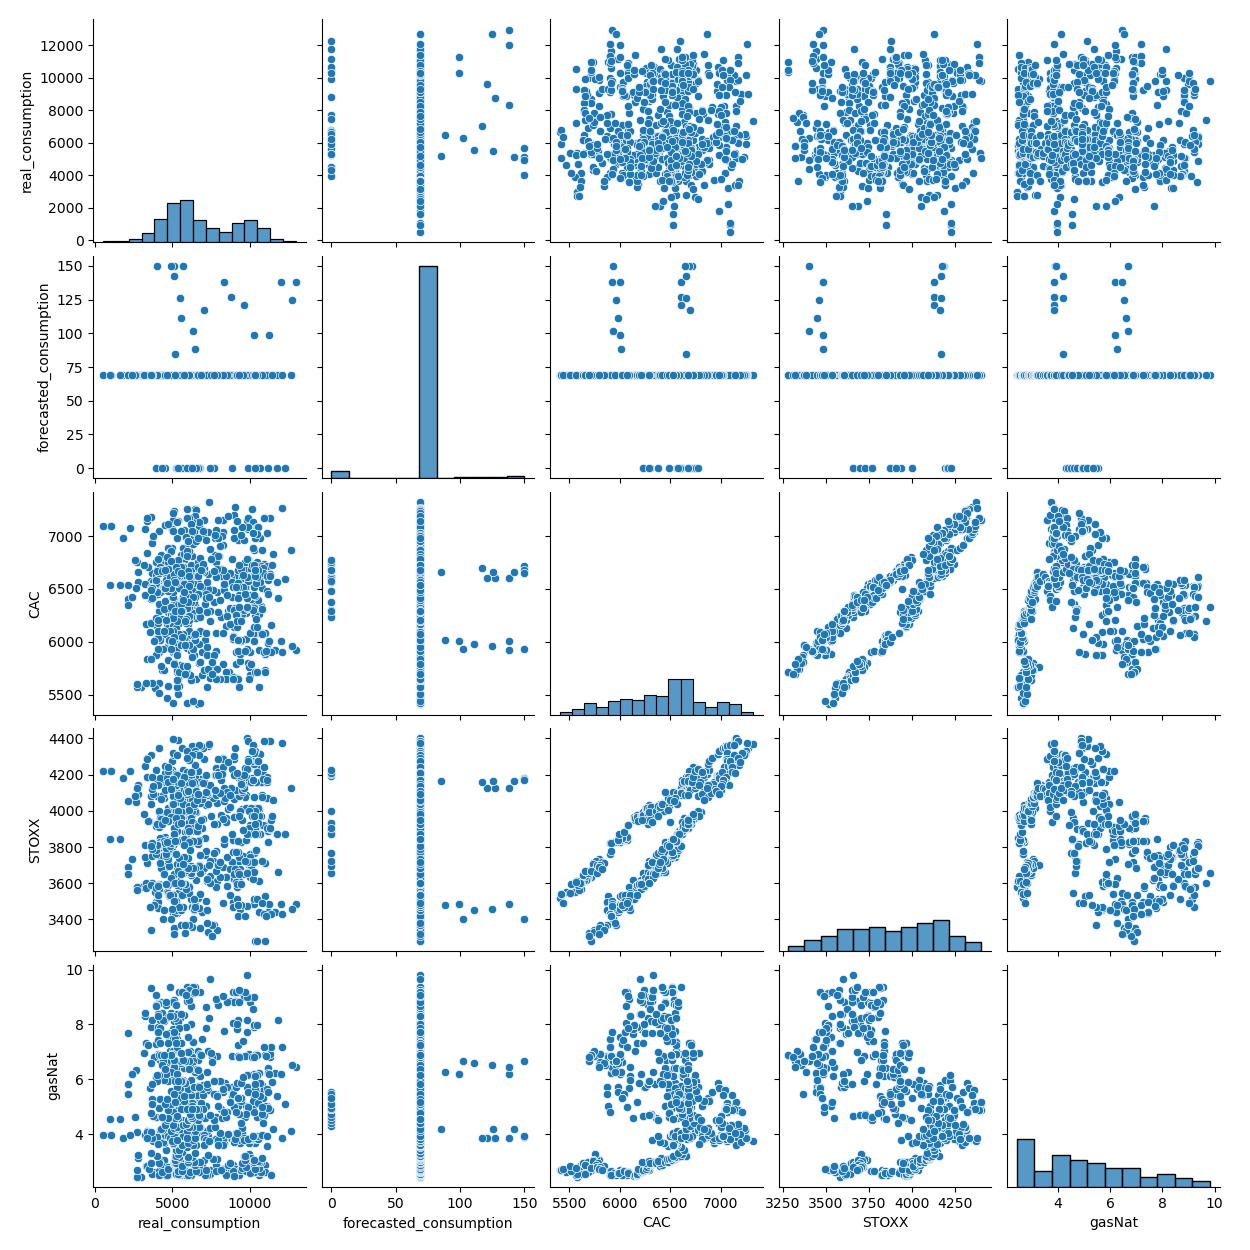 12000
10000
8000
6000
4000
2000
0
real_consumption
150
125
100
75
50
25
0
forecasted_consumption
7000
6500
6000
5500
CAC
4400
4200
4000
3800
3600
3400
STOXX
10
8
6
4
gasNat
0 5000 10000
real_consumption
0 50 100 150
forecasted_consumption
5500 6000 6500 7000
CAC
3250 3500 3750 4000 4250
STOXX
4 6 8 10
gasNat